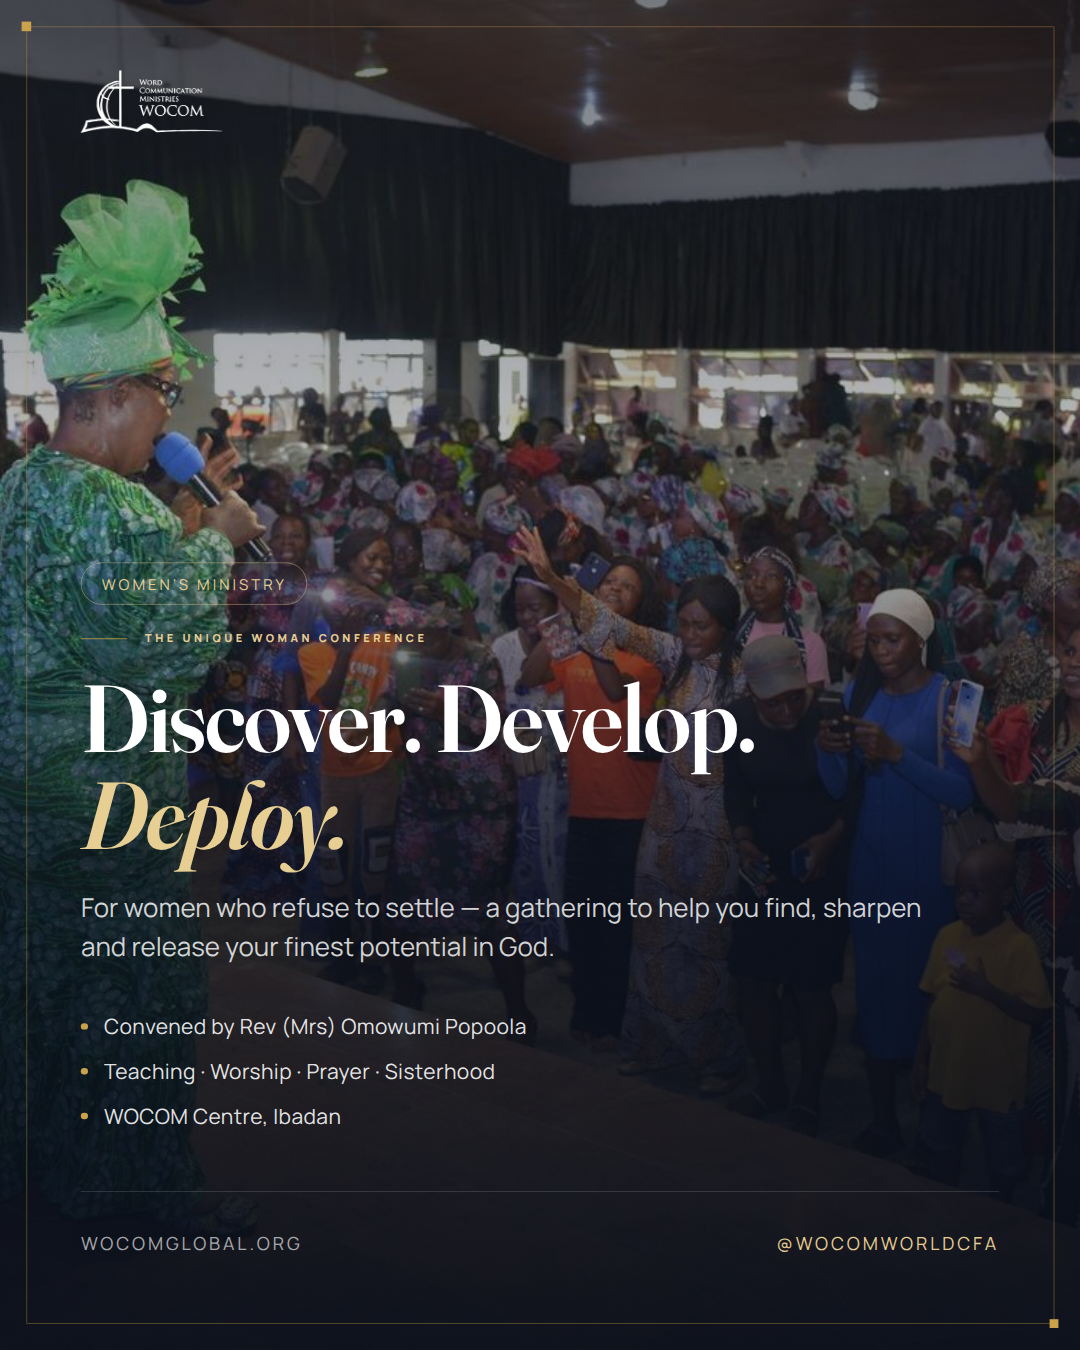 Word
Communication
Ministries
WOCOM
WOMEN'S MINISTRY
THE UNIQUE WOMAN CONFERENCE
Discover. Develop.
Deploy.
For women who refuse to settle — a gathering to help you find, sharpen
and release your finest potential in God.
Convened by Rev (Mrs) Omowumi Popoola
Teaching · Worship · Prayer · Sisterhood
WOCOM Centre, Ibadan
WOCOMGLOBAL.ORG
@WOCOMWORLDCFA